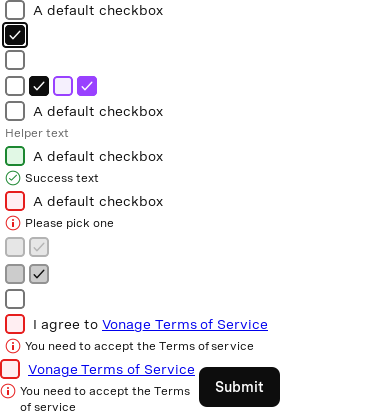 A default checkbox
A default checkbox
Helper text
A default checkbox
Success text
A default checkbox
Please pick one
I agree to Vonage Terms of Service
You need to accept the Terms of service
Vonage Terms of Service
You need to accept the Terms
of service
Submit